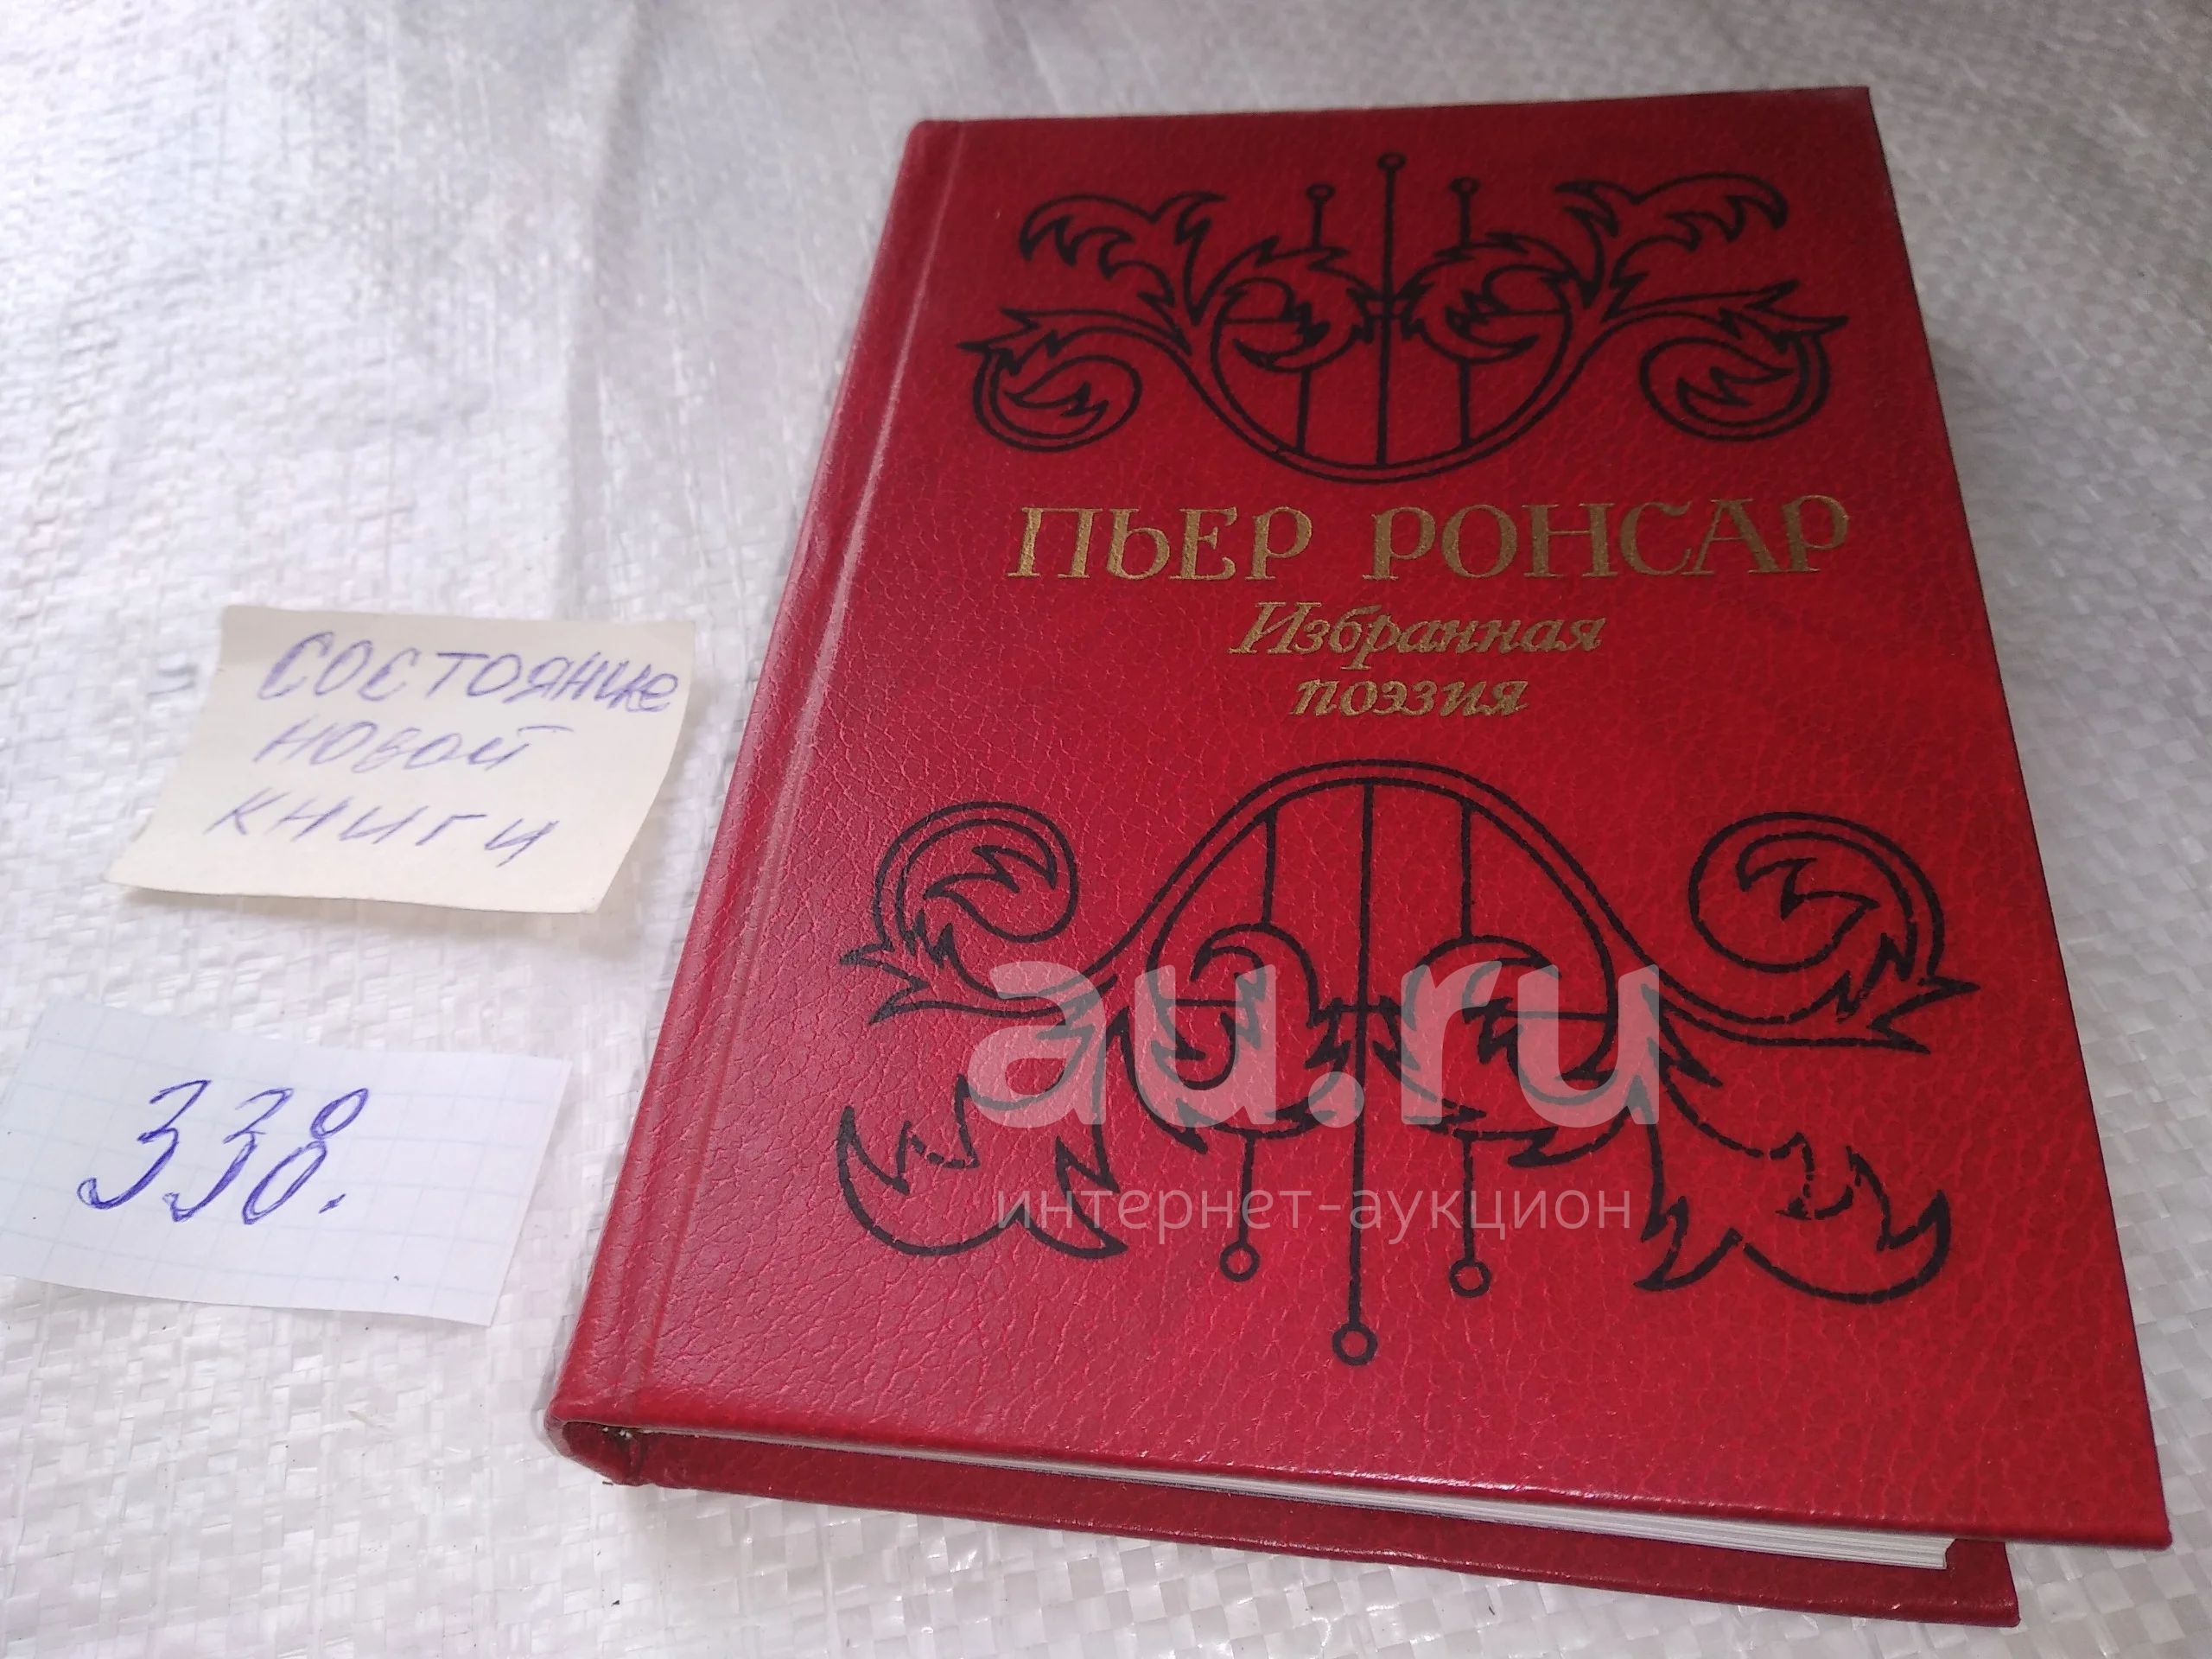 ПЬЕР РОНСАР
Избранная
поэзия
состояние
новой
книги
338.
au.ru
интернет-аукцион